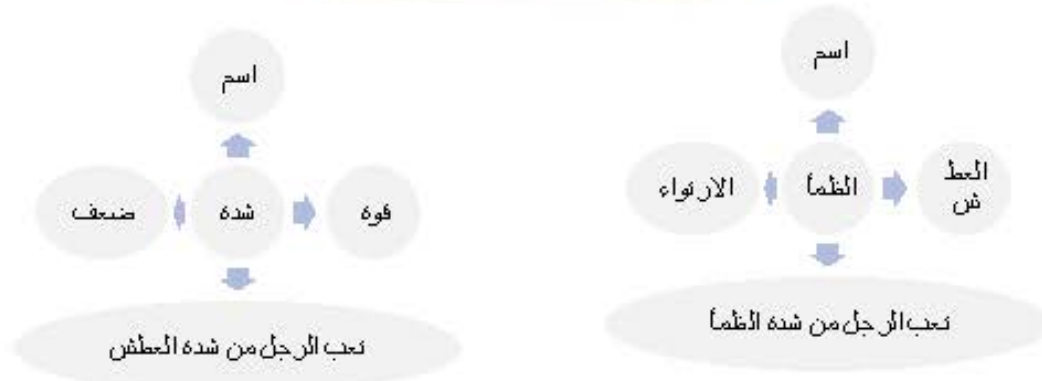 اسم
العطش
الظمأ
الارتواء
تعب الرجل من شدة الظمأ
اسم
قوة
شدة
ضعف
تعب الرجل من شدة العطش